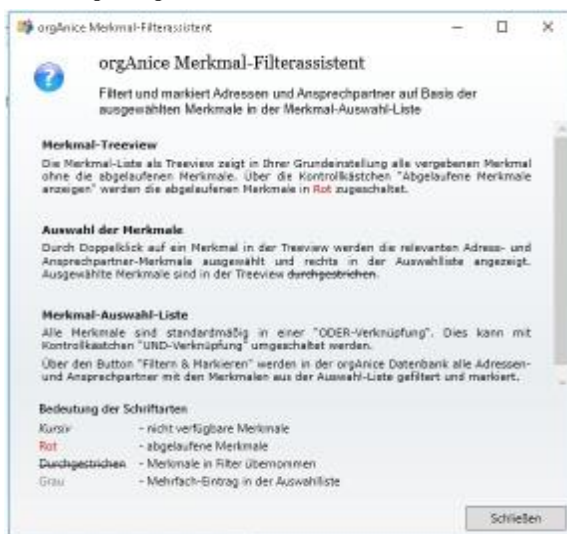 orgAnice Merkmal-Filterassistent
orgAnice Merkmal-Filterassistent
Filtert und markiert Adressen und Ansprechpartner auf Basis der
ausgewählten Merkmale in der Merkmal-Auswahl-Liste
Merkmal-Treeview
Die Merkmal-Liste als Treeview zeigt in Ihrer Grundeinstellung alle vergebenen Merkmal
ohne die abgelaufenen Merkmale. Über die Kontrollkästchen "Abgelaufene Merkmale
anzeigen" werden die abgelaufenen Merkmale in Rot zugeschaltet.
Auswahl der Merkmale
Durch Doppelklick auf ein Merkmal in der Treeview werden die relevanten Adress- und
Ansprechpartner-Merkmale ausgewählt und rechts in der Auswahlliste angezeigt.
Ausgewählte Merkmale sind in der Treeview durchgestrichen.
Merkmal-Auswahl-Liste
Alle Merkmale sind standardmäßig in einer "ODER-Verknüpfung". Dies kann mit
Kontrollkästchen "UND-Verknüpfung" umgeschaltet werden.
Über den Button "Filtern & Markieren" werden in der orgAnice Datenbank alle Adressen-
und Ansprechpartner mit den Merkmalen aus der Auswahl-Liste gefiltert und markiert.
Bedeutung der Schriftarten
Kursiv - nicht verfügbare Merkmale
Rot - abgelaufene Merkmale
Durchgestrichen - Merkmale in Filter übernommen
Grau - Mehrfach-Eintrag in der Auswahlliste
Schließen